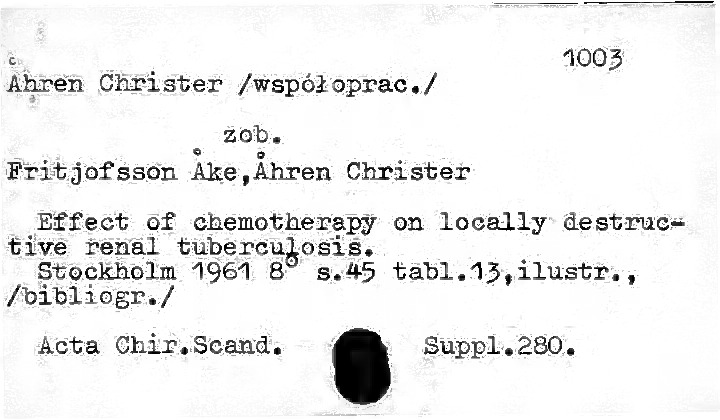 1003
Åhren Christer /współoprac./
zob.
Fritjofsson Åke,Åhren Christer
Effect of chemotherapy on locally destruc-
tive renal tuberculosis.
Stockholm 1961 8° s.45 tabl.13,ilustr.,
/bibliogr./
Acta Chir.Scand. Suppl.280.